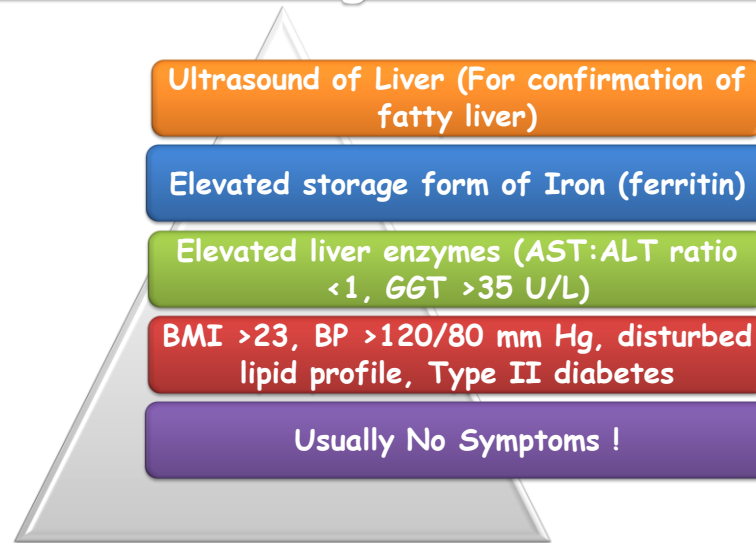 Ultrasound of Liver (For confirmation of
fatty liver)
Elevated storage form of Iron (ferritin)
Elevated liver enzymes (AST:ALT ratio
<1, GGT >35 U/L)
BMI >23, BP >120/80 mm Hg, disturbed
lipid profile, Type II diabetes
Usually No Symptoms !